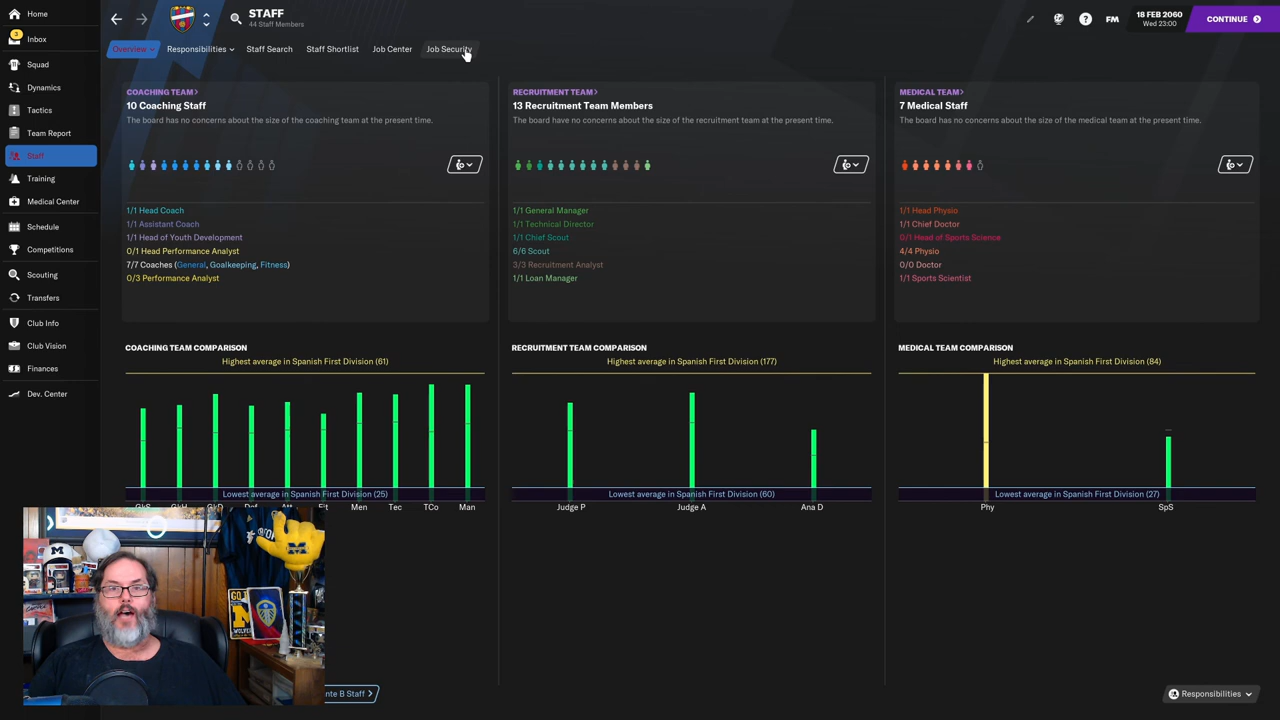 STAFF
44 Staff Members
18 FEB 2060
Wed 23:00
FM
CONTINUE
Home
3
Inbox
Squad
Dynamics
Tactics
Team Report
Staff
Training
Medical Center
Schedule
Competitions
Scouting
Transfers
Club Info
Club Vision
Finances
Dev. Center
Overview
Responsibilities
Staff Search
Staff Shortlist
Job Center
Job Security
COACHING TEAM
10 Coaching Staff
The board has no concerns about the size of the coaching team at the present time.
1/1 Head Coach
1/1 Assistant Coach
1/1 Head of Youth Development
0/1 Head Performance Analyst
7/7 Coaches (General, Goalkeeping, Fitness)
0/3 Performance Analyst
RECRUITMENT TEAM
13 Recruitment Team Members
The board have no concerns about the size of the recruitment team at the present time.
1/1 General Manager
1/1 Technical Director
1/1 Chief Scout
6/6 Scout
3/3 Recruitment Analyst
1/1 Loan Manager
MEDICAL TEAM
7 Medical Staff
The board has no concerns about the size of the medical team at the present time.
1/1 Head Physio
1/1 Chief Doctor
0/1 Head of Sports Science
4/4 Physio
0/0 Doctor
1/1 Sports Scientist
COACHING TEAM COMPARISON
Highest average in Spanish First Division (61)
Lowest average in Spanish First Division (25)
GkS GkH GkD Def Att Fit Men Tec TCo Man
RECRUITMENT TEAM COMPARISON
Highest average in Spanish First Division (177)
Lowest average in Spanish First Division (60)
Judge P Judge A Ana D
MEDICAL TEAM COMPARISON
Highest average in Spanish First Division (84)
Lowest average in Spanish First Division (27)
Phy SpS
nte B Staff
Responsibilities
M
M